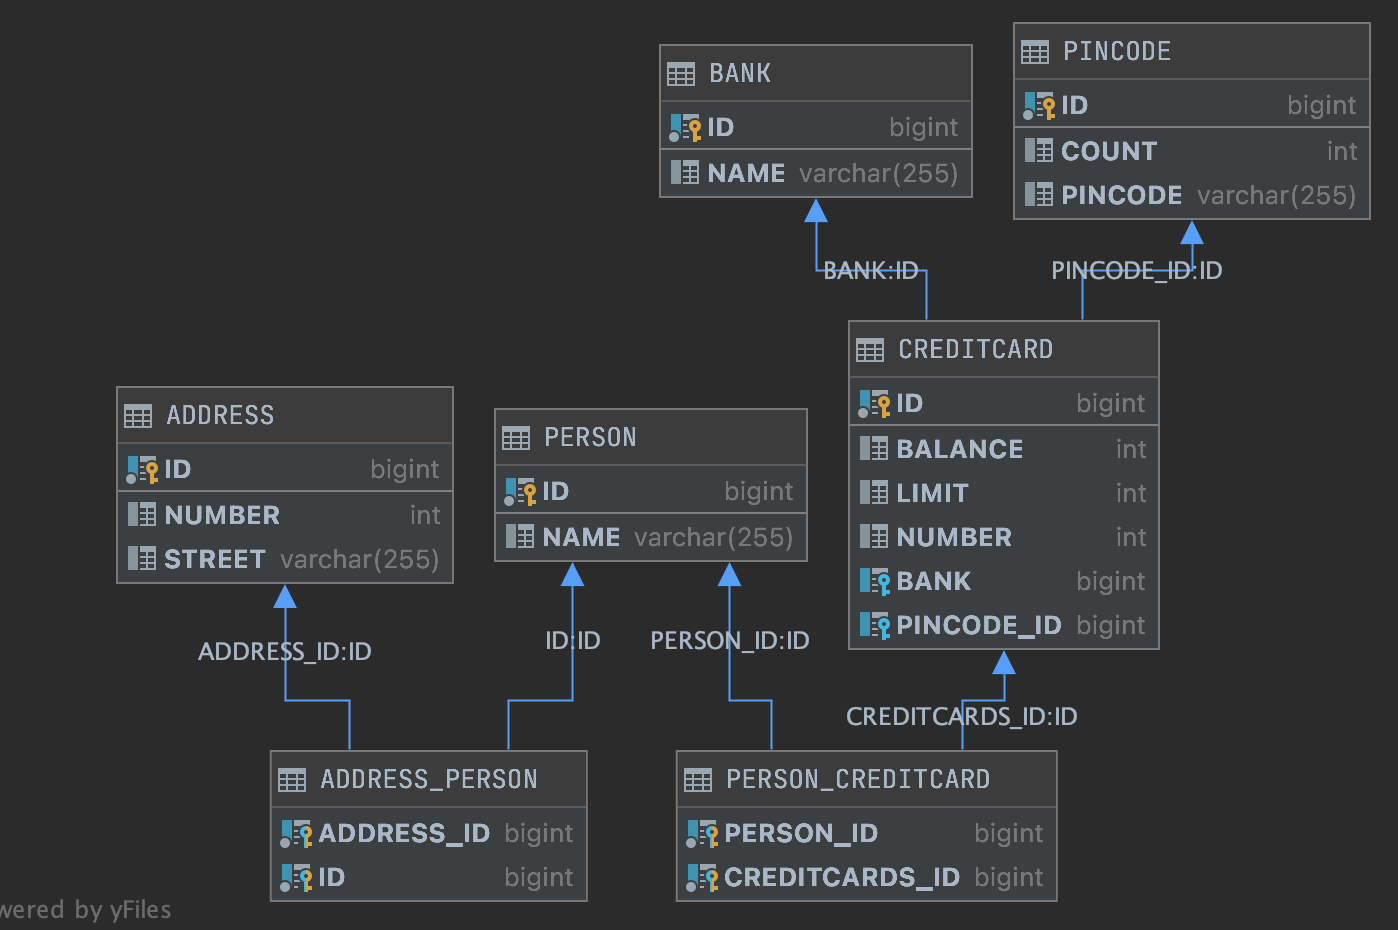 BANK
ID bigint
NAME varchar(255)
PINCODE
ID bigint
COUNT int
PINCODE varchar(255)
BANK:ID
PINCODE_ID:ID
CREDITCARD
ID bigint
BALANCE int
LIMIT int
NUMBER int
BANK bigint
PINCODE_ID bigint
ADDRESS
ID bigint
NUMBER int
STREET varchar(255)
PERSON
ID bigint
NAME varchar(255)
ADDRESS_ID:ID
ID:ID
PERSON_ID:ID
CREDITCARDS_ID:ID
ADDRESS_PERSON
ADDRESS_ID bigint
ID bigint
PERSON_CREDITCARD
PERSON_ID bigint
CREDITCARDS_ID bigint
wered by yFiles